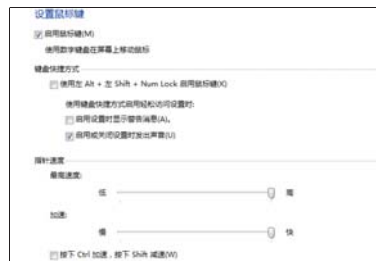 设置鼠标键
启用鼠标键(M)
使用数字键盘在屏幕上移动鼠标
键盘快捷方式
使用左 Alt + 左 Shift + Num Lock 启用鼠标键(K)
使用键盘快捷方式启用轻松访问设置时:
启用设置时显示警告消息(A)。
启用或关闭设置时发出声音(U)
指针速度
最高速度:
低 高
加速:
慢 快
按下 Ctrl 加速，按下 Shift 减速(W)